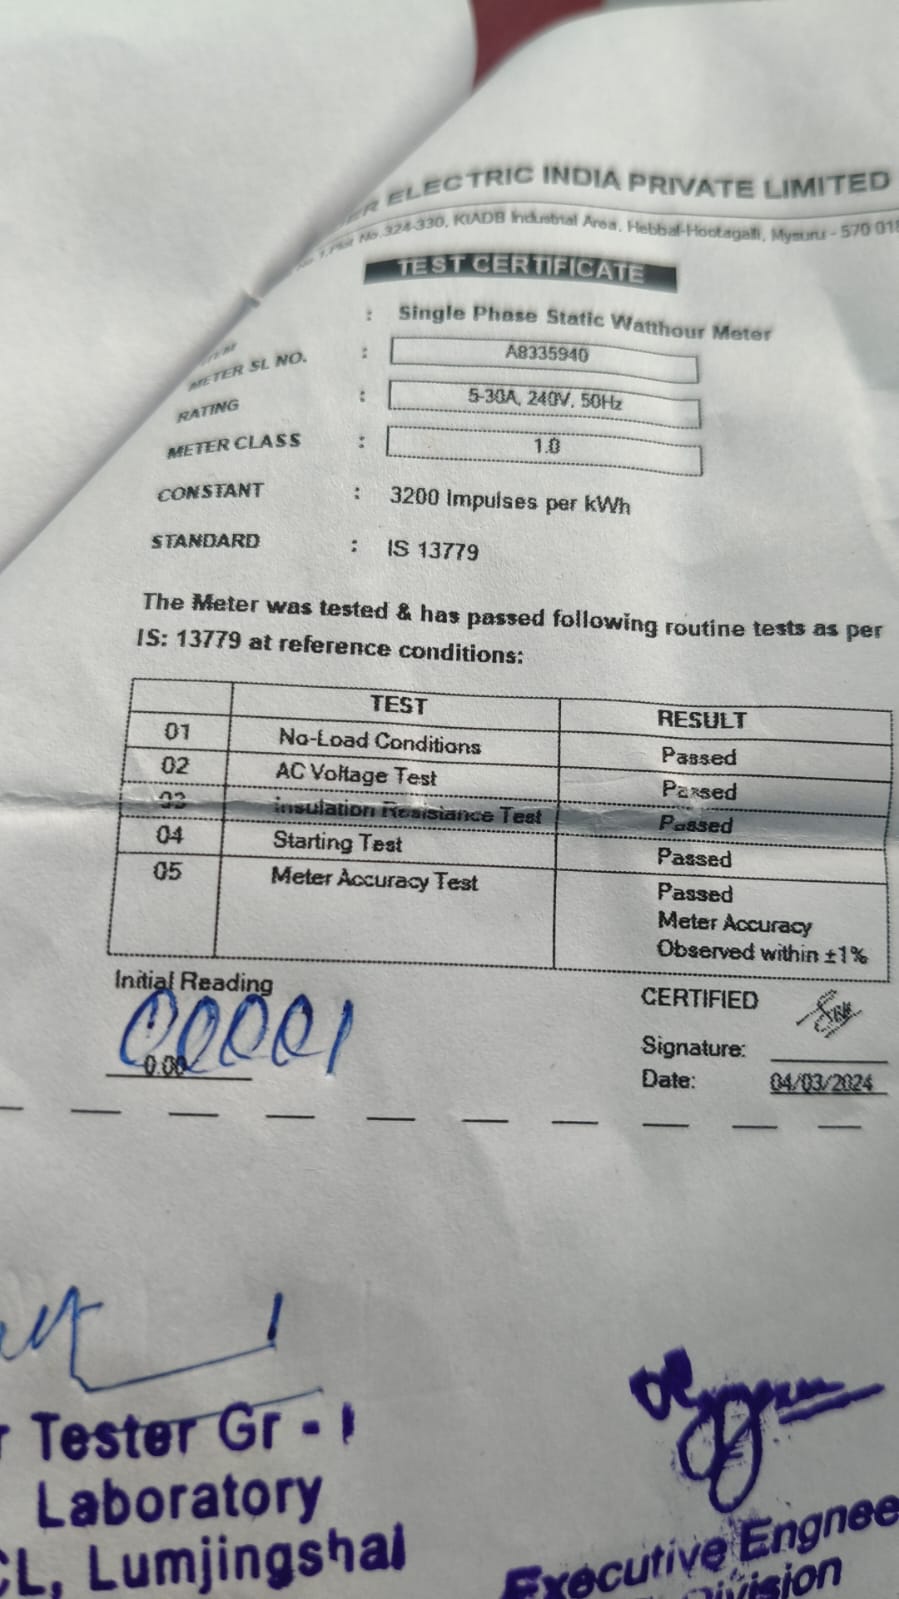 ELECTRIC INDIA PRIVATE LIMITED
No.324-330, KIADB Industrial Area, Hebbal-Hootagalli, Mysuru - 570 018
TEST CERTIFICATE
: Single Phase Static Watthour Meter
METER SL NO. : A8335940
RATING : 5-30A, 240V, 50Hz
METER CLASS : 1.0
CONSTANT : 3200 Impulses per kWh
STANDARD : IS 13779
The Meter was tested & has passed following routine tests as per
IS: 13779 at reference conditions:
TEST RESULT
01 No-Load Conditions Passed
02 AC Voltage Test Passed
03 Insulation Resistance Test Passed
04 Starting Test Passed
05 Meter Accuracy Test Passed
Meter Accuracy
Observed within ±1%
Initial Reading
00001
0.00
CERTIFIED
Signature:
Date: 04/03/2024
Tester Gr - I
Laboratory
CL, Lumjingshai
Executive Engnee
Division